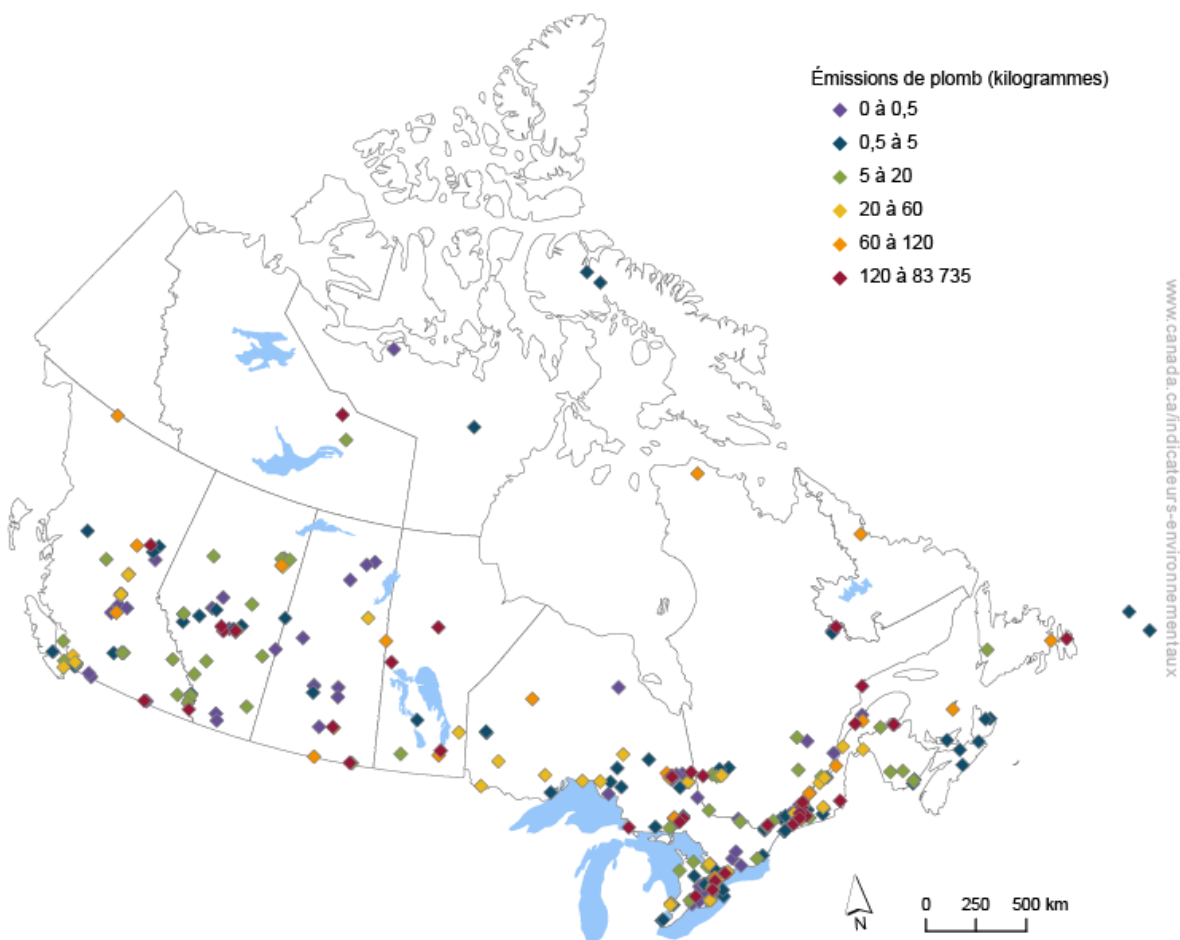 Émissions de plomb (kilogrammes)
0 à 0,5
0,5 à 5
5 à 20
20 à 60
60 à 120
120 à 83 735
www.canada.ca/indicateurs-environnementaux
N
0 250 500 km